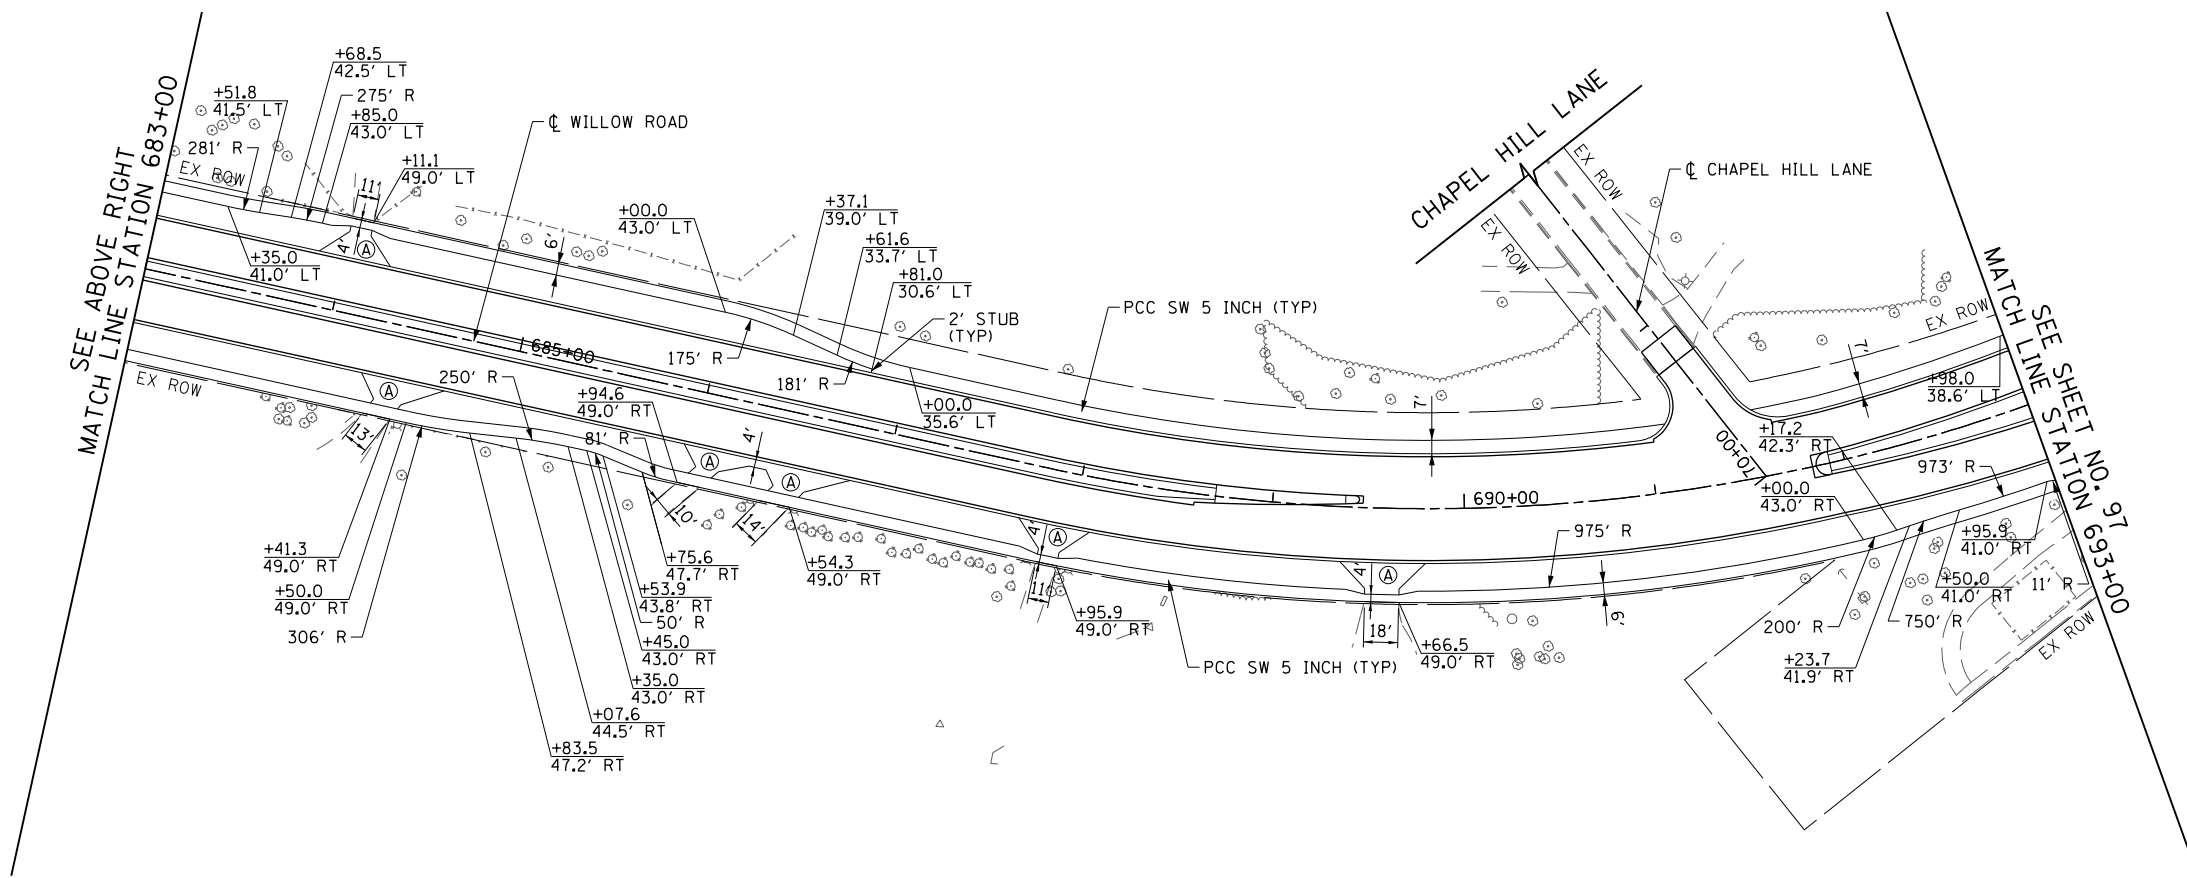 SEE ABOVE RIGHT
MATCH LINE STATION 683+00
+68.5
42.5' LT
275' R
+51.8
41.5' LT
+85.0
43.0' LT
281' R
EX ROW
+11.1
49.0' LT
11'
4'
A
+35.0
41.0' LT
℄ WILLOW ROAD
6'
+00.0
43.0' LT
+37.1
39.0' LT
+61.6
33.7' LT
+81.0
30.6' LT
2' STUB
(TYP)
175' R
181' R
PCC SW 5 INCH (TYP)
+00.0
35.6' LT
7'
CHAPEL HILL LANE
EX ROW
EX ROW
℄ CHAPEL HILL LANE
EX ROW
7'
+98.0
38.6' LT
SEE SHEET NO. 97
MATCH LINE STATION 693+00
685+00
690+00
70+00
EX ROW
A
250' R
13'
+94.6
49.0' RT
81' R
4'
A
A
10'
14'
+41.3
49.0' RT
+50.0
49.0' RT
306' R
+75.6
47.7' RT
+53.9
43.8' RT
50' R
+45.0
43.0' RT
+35.0
43.0' RT
+07.6
44.5' RT
+83.5
47.2' RT
+54.3
49.0' RT
4'
A
11'
+95.9
49.0' RT
PCC SW 5 INCH (TYP)
4'
A
18'
+66.5
49.0' RT
975' R
6'
+17.2
42.3' RT
+00.0
43.0' RT
973' R
+95.9
41.0' RT
+50.0
41.0' RT
11' R
200' R
750' R
+23.7
41.9' RT
EX ROW